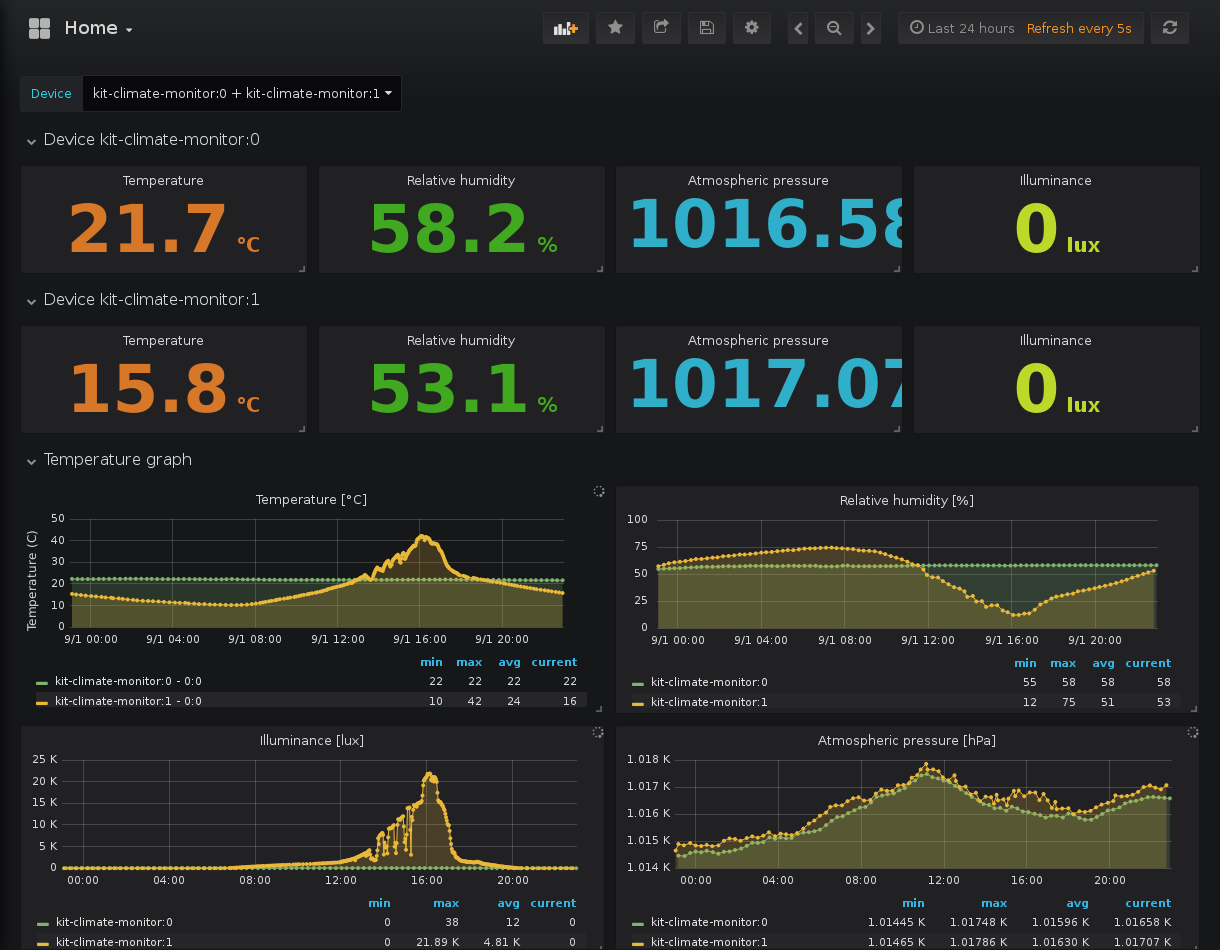 Home
Last 24 hours Refresh every 5s
Device kit-climate-monitor:0 + kit-climate-monitor:1
Device kit-climate-monitor:0
Temperature Relative humidity Atmospheric pressure Illuminance
21.7 °C 58.2 % 1016.58 0 lux
Device kit-climate-monitor:1
Temperature Relative humidity Atmospheric pressure Illuminance
15.8 °C 53.1 % 1017.07 0 lux
Temperature graph
Temperature [°C]
Temperature (C)
50
40
30
20
10
0
9/1 00:00 9/1 04:00 9/1 08:00 9/1 12:00 9/1 16:00 9/1 20:00
min max avg current
kit-climate-monitor:0 - 0:0 22 22 22 22
kit-climate-monitor:1 - 0:0 10 42 24 16
Relative humidity [%]
100
75
50
25
0
9/1 00:00 9/1 04:00 9/1 08:00 9/1 12:00 9/1 16:00 9/1 20:00
min max avg current
kit-climate-monitor:0 55 58 58 58
kit-climate-monitor:1 12 75 51 53
Illuminance [lux]
25 K
20 K
15 K
10 K
5 K
0
00:00 04:00 08:00 12:00 16:00 20:00
min max avg current
kit-climate-monitor:0 0 38 12 0
kit-climate-monitor:1 0 21.89 K 4.81 K 0
Atmospheric pressure [hPa]
1.018 K
1.017 K
1.016 K
1.015 K
1.014 K
00:00 04:00 08:00 12:00 16:00 20:00
min max avg current
kit-climate-monitor:0 1.01445 K 1.01748 K 1.01596 K 1.01658 K
kit-climate-monitor:1 1.01465 K 1.01786 K 1.01630 K 1.01707 K